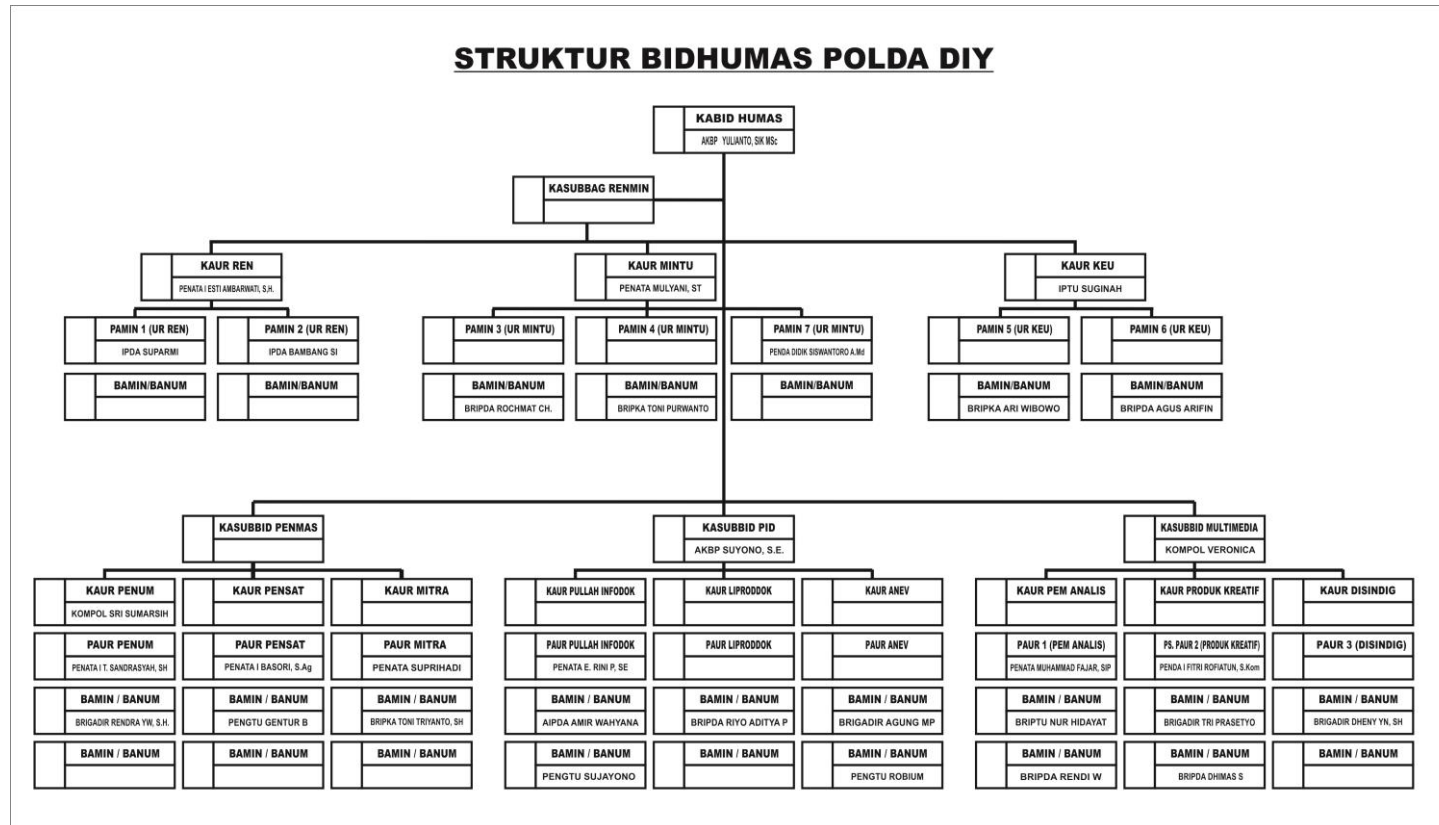 STRUKTUR BIDHUMAS POLDA DIY
KABID HUMAS
AKBP YULIANTO, SIK MSc
KASUBBAG RENMIN
KAUR REN
PENATA I ESTI AMBARWATI, S,H.
KAUR MINTU
PENATA MULYANI, ST
KAUR KEU
IPTU SUGINAH
PAMIN 1 (UR REN)
IPDA SUPARMI
PAMIN 2 (UR REN)
IPDA BAMBANG SI
PAMIN 3 (UR MINTU)
PAMIN 4 (UR MINTU)
PAMIN 7 (UR MINTU)
PENDA DIDIK SISWANTORO A.Md
PAMIN 5 (UR KEU)
PAMIN 6 (UR KEU)
BAMIN/BANUM
BAMIN/BANUM
BAMIN/BANUM
BRIPDA ROCHMAT CH.
BAMIN/BANUM
BRIPKA TONI PURWANTO
BAMIN/BANUM
BAMIN/BANUM
BRIPKA ARI WIBOWO
BAMIN/BANUM
BRIPDA AGUS ARIFIN
KASUBBID PENMAS
KASUBBID PID
AKBP SUYONO, S.E.
KASUBBID MULTIMEDIA
KOMPOL VERONICA
KAUR PENUM
KOMPOL SRI SUMARSIH
KAUR PENSAT
KAUR MITRA
KAUR PULLAH INFODOK
KAUR LIPRODDOK
KAUR ANEV
KAUR PEM ANALIS
KAUR PRODUK KREATIF
KAUR DISINDIG
PAUR PENUM
PENATA I T. SANDRASYAH, SH
PAUR PENSAT
PENATA I BASORI, S.Ag
PAUR MITRA
PENATA SUPRIHADI
PAUR PULLAH INFODOK
PENATA E. RINI P, SE
PAUR LIPRODDOK
PAUR ANEV
PAUR 1 (PEM ANALIS)
PENATA MUHAMMAD FAJAR, SIP
PS. PAUR 2 (PRODUK KREATIF)
PENDA I FITRI ROFIATUN, S.Kom
PAUR 3 (DISINDIG)
BAMIN / BANUM
BRIGADIR RENDRA YW, S.H.
BAMIN / BANUM
PENGTU GENTUR B
BAMIN / BANUM
BRIPKA TONI TRIYANTO, SH
BAMIN / BANUM
AIPDA AMIR WAHYANA
BAMIN / BANUM
BRIPDA RIYO ADITYA P
BAMIN / BANUM
BRIGADIR AGUNG MP
BAMIN / BANUM
BRIPTU NUR HIDAYAT
BAMIN / BANUM
BRIGADIR TRI PRASETYO
BAMIN / BANUM
BRIGADIR DHENY YN, SH
BAMIN / BANUM
BAMIN / BANUM
BAMIN / BANUM
BAMIN / BANUM
PENGTU SUJAYONO
BAMIN / BANUM
BAMIN / BANUM
PENGTU ROBIUM
BAMIN / BANUM
BRIPDA RENDI W
BAMIN / BANUM
BRIPDA DHIMAS S
BAMIN / BANUM